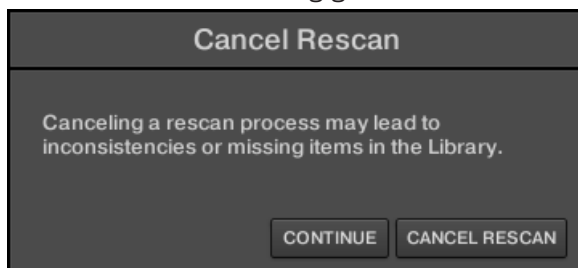 Cancel Rescan
Canceling a rescan process may lead to
inconsistencies or missing items in the Library.
CONTINUE CANCEL RESCAN